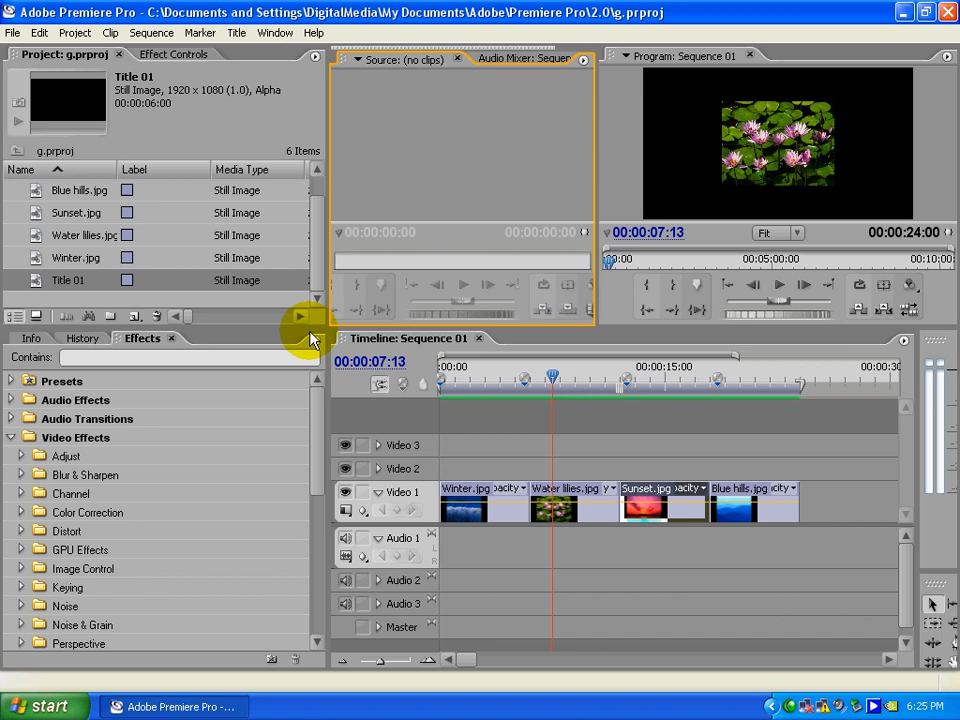 Adobe Premiere Pro - C:\Documents and Settings\DigitalMedia\My Documents\Adobe\Premiere Pro\2.0\g.prproj
File Edit Project Clip Sequence Marker Title Window Help
Project: g.prproj × Effect Controls
Source: (no clips) × Audio Mixer: Sequen
Program: Sequence 01 ×
Title 01
Still Image, 1920 x 1080 (1.0), Alpha
00:00:06:00
g.prproj 6 Items
Name Label Media Type
Blue hills.jpg Still Image
Sunset.jpg Still Image
Water lilies.jpg Still Image
Winter.jpg Still Image
Title 01 Still Image
00:00:00:00 00:00:00:00
00:00:07:13 Fit 00:00:24:00
00:00 00:05:00:00 00:10:00
Info History Effects ×
Contains:
Presets
Audio Effects
Audio Transitions
Video Effects
Adjust
Blur & Sharpen
Channel
Color Correction
Distort
GPU Effects
Image Control
Keying
Noise
Noise & Grain
Perspective
Timeline: Sequence 01 ×
00:00:07:13 :00:00 00:00:15:00 00:00:30
Video 3
Video 2
Video 1
Winter.jpg pacity Water lilies.jpg Sunset.jpg pacity Blue hills.jpg city
Audio 1
L
R
Audio 2
Audio 3
Master
start Adobe Premiere Pro -... 6:25 PM